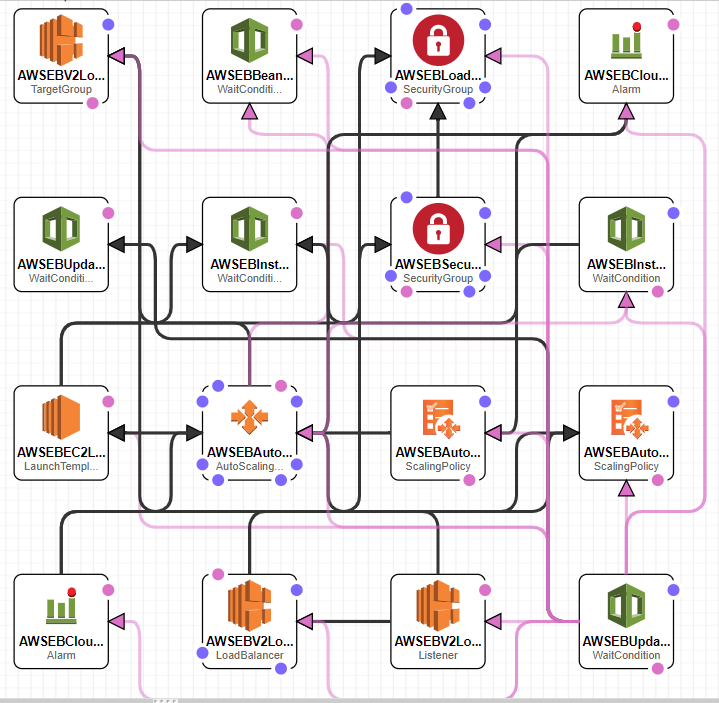 AWSEBV2Lo...
TargetGroup
AWSEBBean...
WaitConditi...
AWSEBLoad...
SecurityGroup
AWSEBClou...
Alarm
AWSEBUpda...
WaitConditi...
AWSEBInst...
WaitConditi...
AWSEBSecu...
SecurityGroup
AWSEBInst...
WaitCondition
AWSEBEC2L...
LaunchTempl...
AWSEBAuto...
AutoScaling...
AWSEBAuto...
ScalingPolicy
AWSEBAuto...
ScalingPolicy
AWSEBClou...
Alarm
AWSEBV2Lo...
LoadBalancer
AWSEBV2Lo...
Listener
AWSEBUpda...
WaitCondition